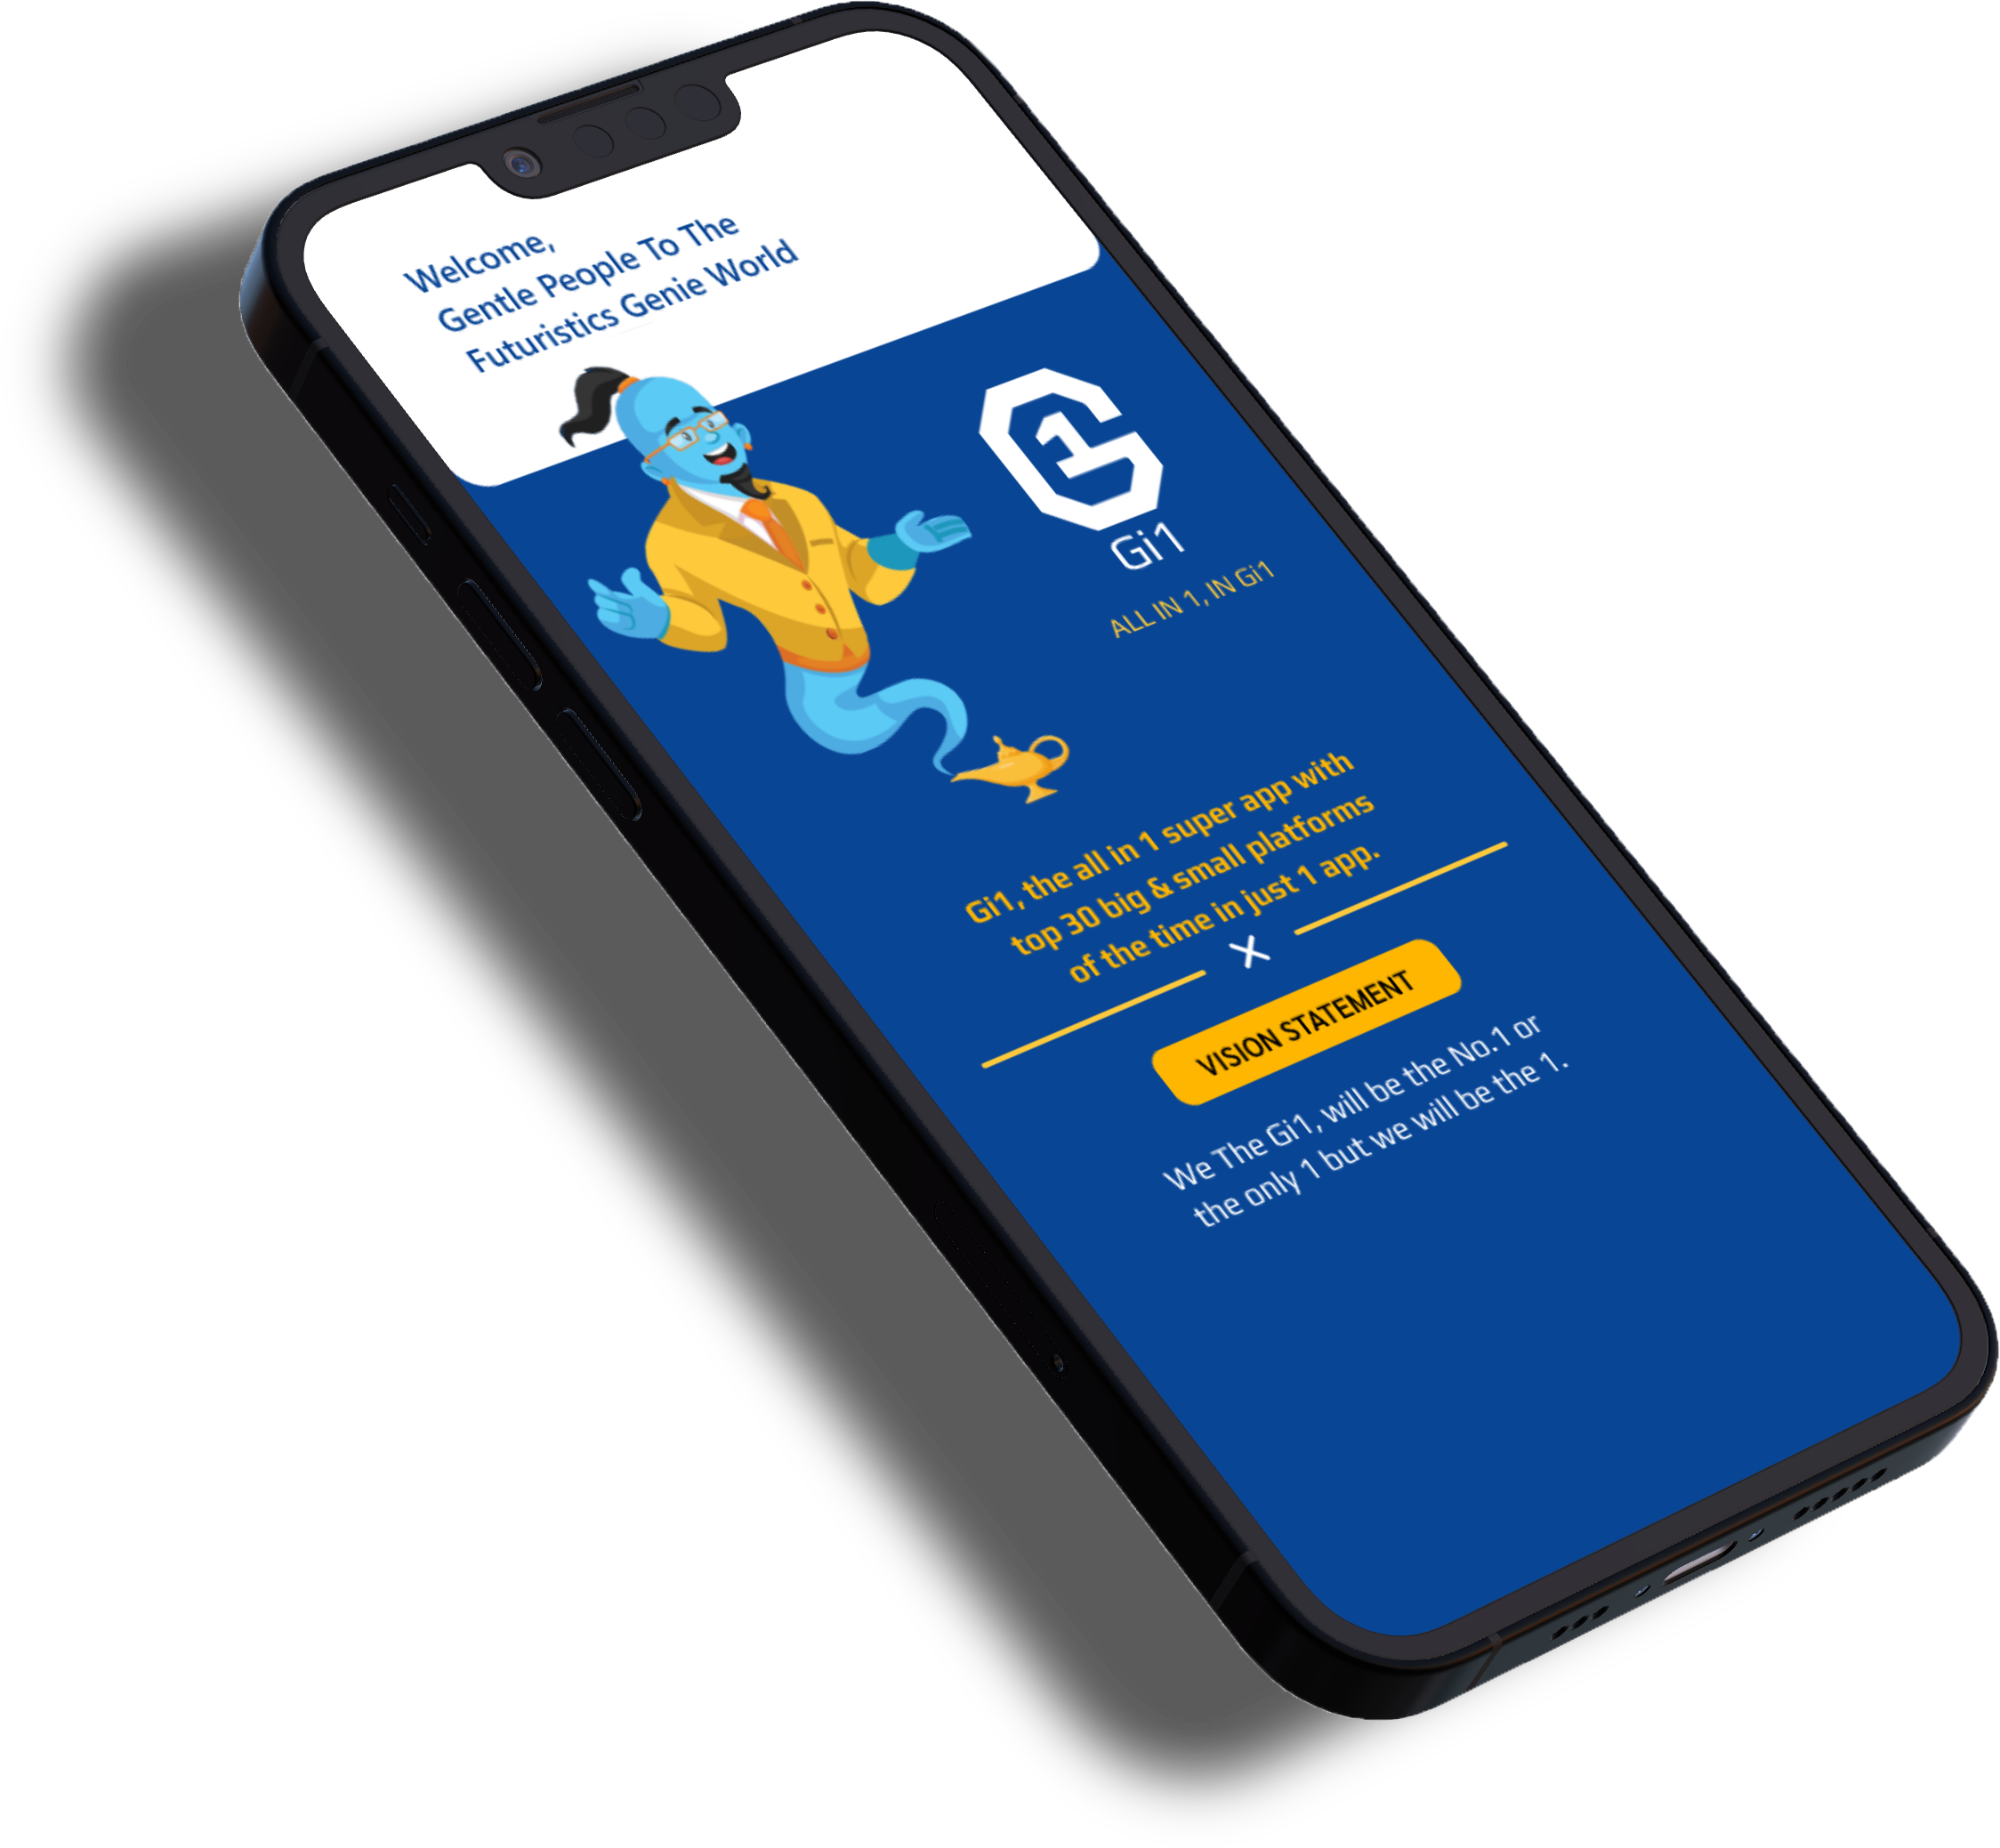 Welcome,
Gentle People To The
Futuristics Genie World
Gi1
ALL IN 1, IN Gi1
Gi1, the all in 1 super app with
top 30 big & small platforms
of the time in just 1 app.
X
VISION STATEMENT
We The Gi1, will be the No.1 or
the only 1 but we will be the 1.